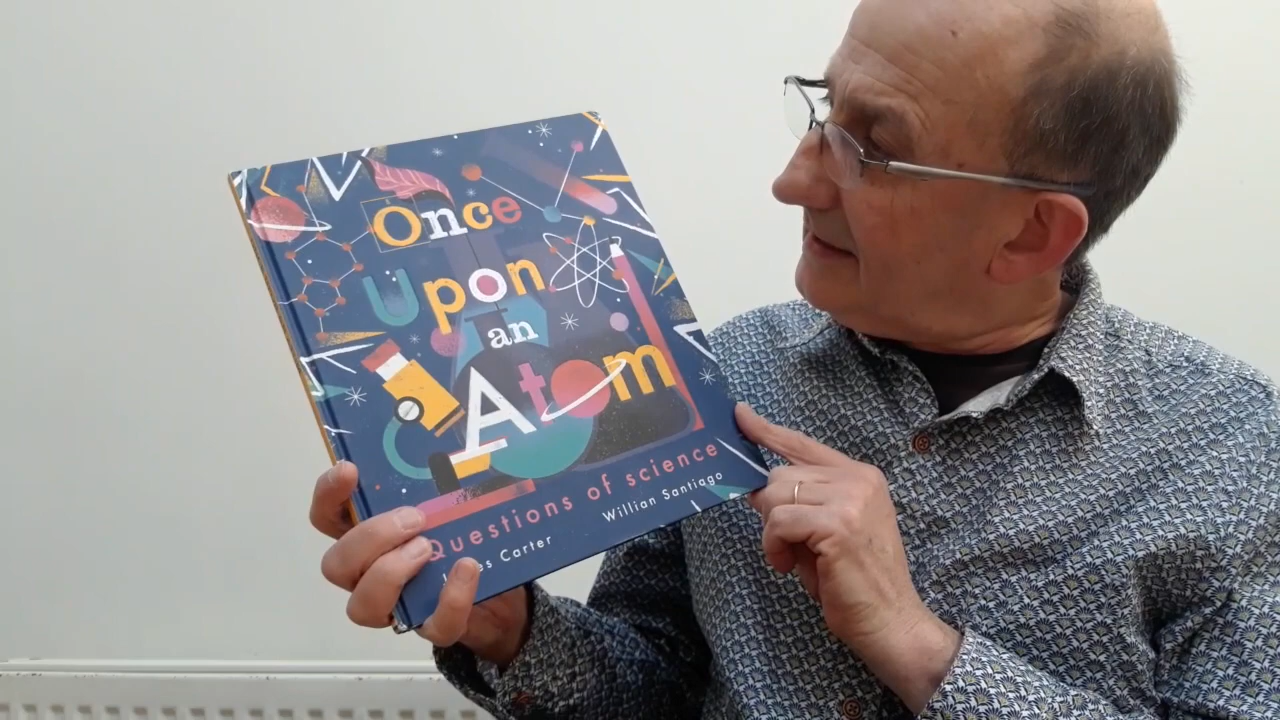 Once
Upon
an
Atom
Questions of science
Carter
Willian Santiago